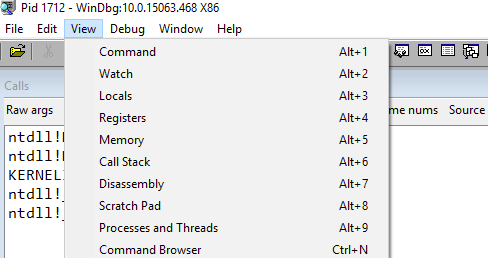 Pid 1712 - WinDbg:10.0.15063.468 X86
File Edit View Debug Window Help
Calls
Raw args me nums Source
Command Alt+1
Watch Alt+2
Locals Alt+3
Registers Alt+4
Memory Alt+5
Call Stack Alt+6
Disassembly Alt+7
Scratch Pad Alt+8
Processes and Threads Alt+9
Command Browser Ctrl+N
ntdll!
ntdll!
KERNEL
ntdll!
ntdll!